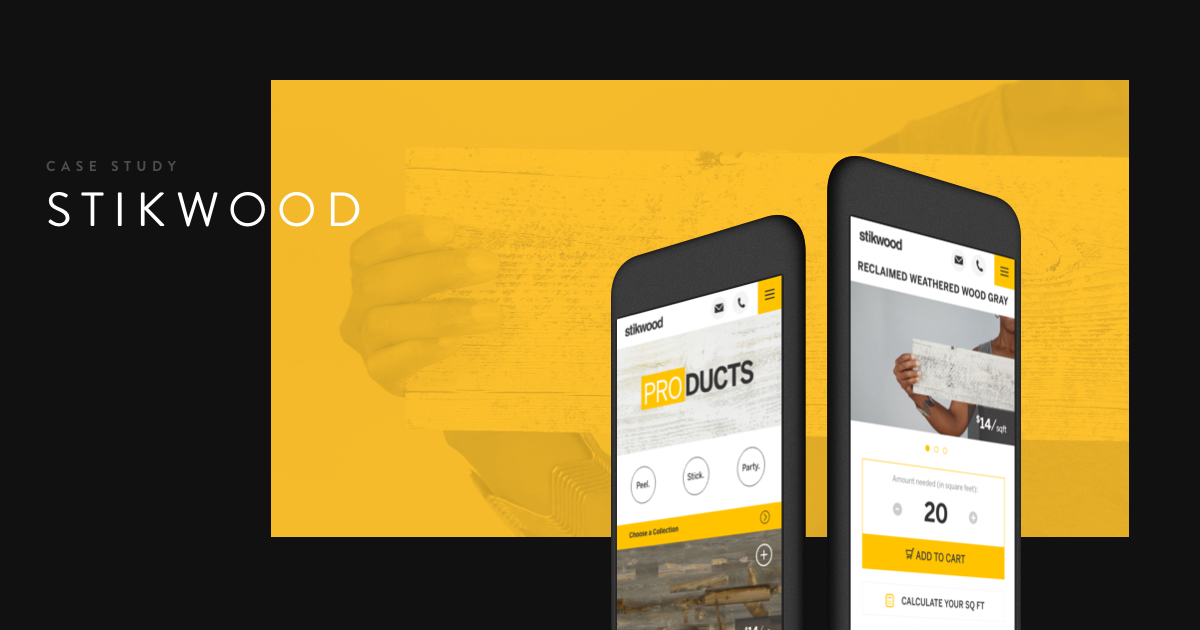 CASE STUDY
STIKWOOD
stikwood
PRODUCTS
Peel.
Stick.
Party.
Choose a Collection
stikwood
RECLAIMED WEATHERED WOOD GRAY
$14/sqft
Amount needed (in square feet):
20
ADD TO CART
CALCULATE YOUR SQ FT